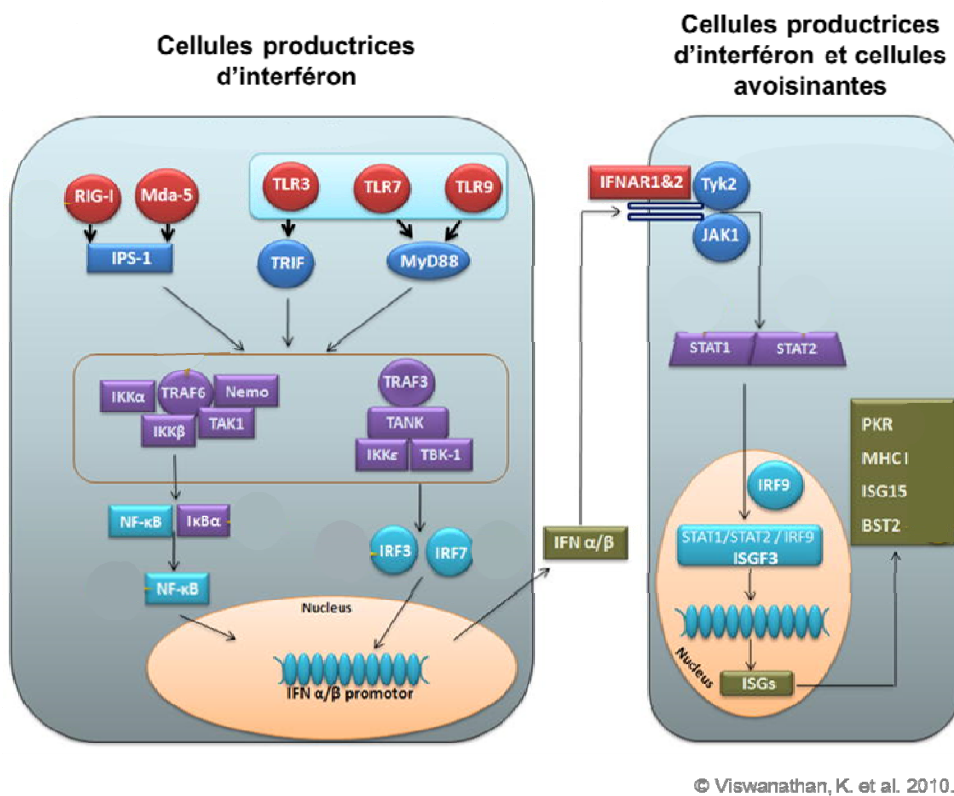 Cellules productrices
d'interféron
Cellules productrices
d'interféron et cellules
avoisinantes
RIG-I
Mda-5
TLR3
TLR7
TLR9
IPS-1
TRIF
MyD88
IKKα
TRAF6
Nemo
IKKβ
TAK1
TRAF3
TANK
IKKε
TBK-1
NF-κB
IκBα
NF-κB
IRF3
IRF7
Nucleus
IFN α/β promotor
IFN α/β
IFNAR1&2
Tyk2
JAK1
STAT1
STAT2
IRF9
STAT1/STAT2 / IRF9
ISGF3
Nucleus
ISGs
PKR
MHC I
ISG15
BST2
© Viswanathan, K. et al. 2010.